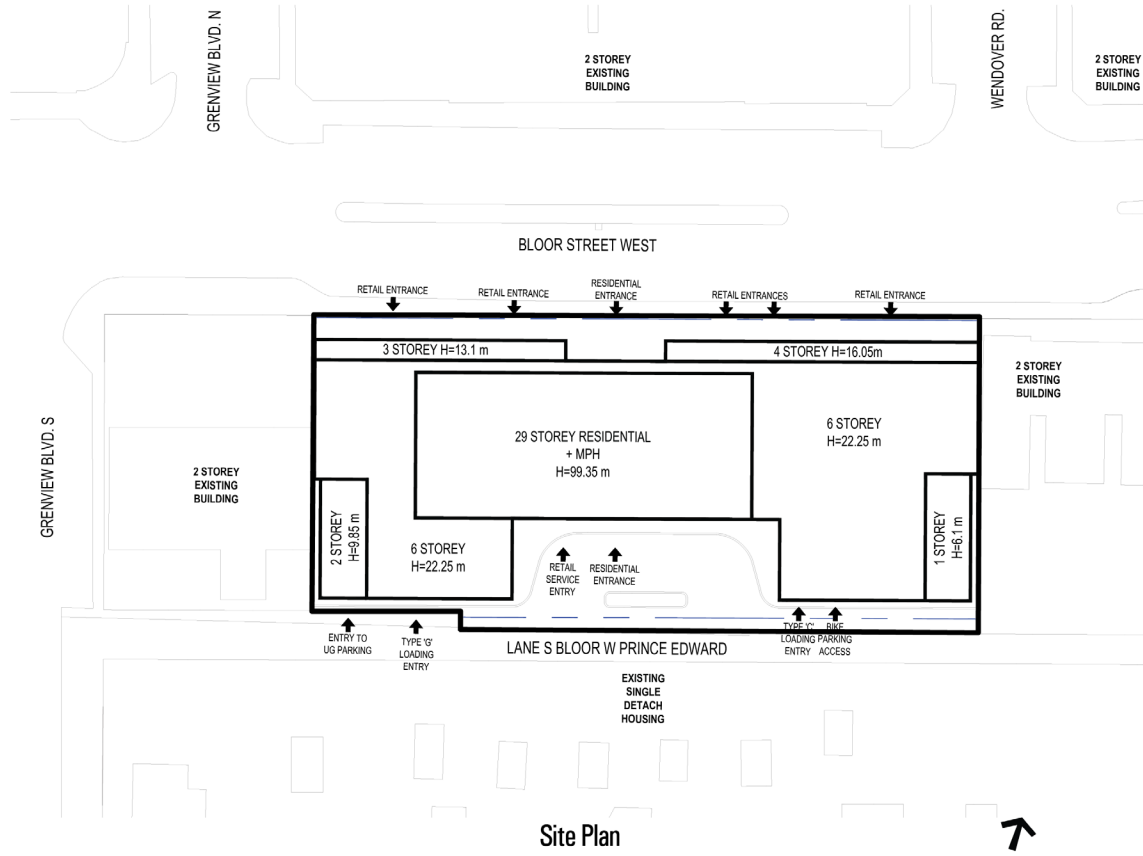 GRENVIEW BLVD. N
2 STOREY
EXISTING
BUILDING
WENDOVER RD.
2 STOREY
EXISTING
BUILDING
BLOOR STREET WEST
RETAIL ENTRANCE
RETAIL ENTRANCE
RESIDENTIAL
ENTRANCE
RETAIL ENTRANCES
RETAIL ENTRANCE
3 STOREY H=13.1 m
4 STOREY H=16.05m
2 STOREY
EXISTING
BUILDING
29 STOREY RESIDENTIAL
+ MPH
H=99.35 m
6 STOREY
H=22.25 m
GRENVIEW BLVD. S
2 STOREY
EXISTING
BUILDING
2 STOREY
H=9.85 m
6 STOREY
H=22.25 m
1 STOREY
H=6.1 m
RETAIL
SERVICE
ENTRY
RESIDENTIAL
ENTRANCE
ENTRY TO
UG PARKING
TYPE 'G'
LOADING
ENTRY
LANE S BLOOR W PRINCE EDWARD
TYPE 'C'
LOADING
ENTRY
BIKE
PARKING
ACCESS
EXISTING
SINGLE
DETACH
HOUSING
Site Plan